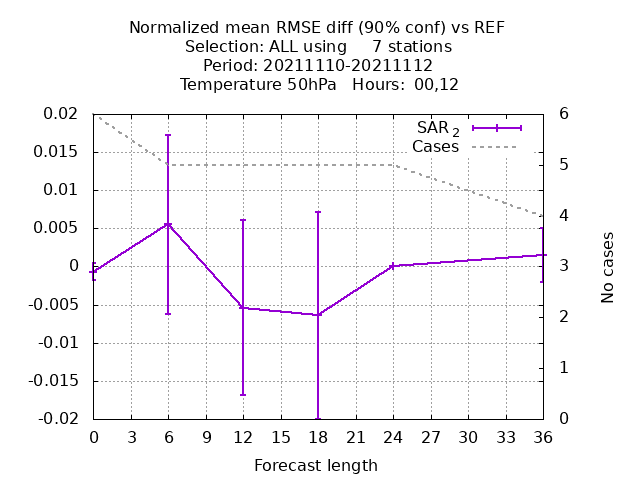 Normalized mean RMSE diff (90% conf) vs REF
Selection: ALL using     7 stations
Period: 20211110-20211112
Temperature 50hPa   Hours:  00,12
0.02
0.015
0.01
0.005
0
-0.005
-0.01
-0.015
-0.02
6
5
4
3
2
1
0
SAR 2
Cases
No cases
0 3 6 9 12 15 18 21 24 27 30 33 36
Forecast length